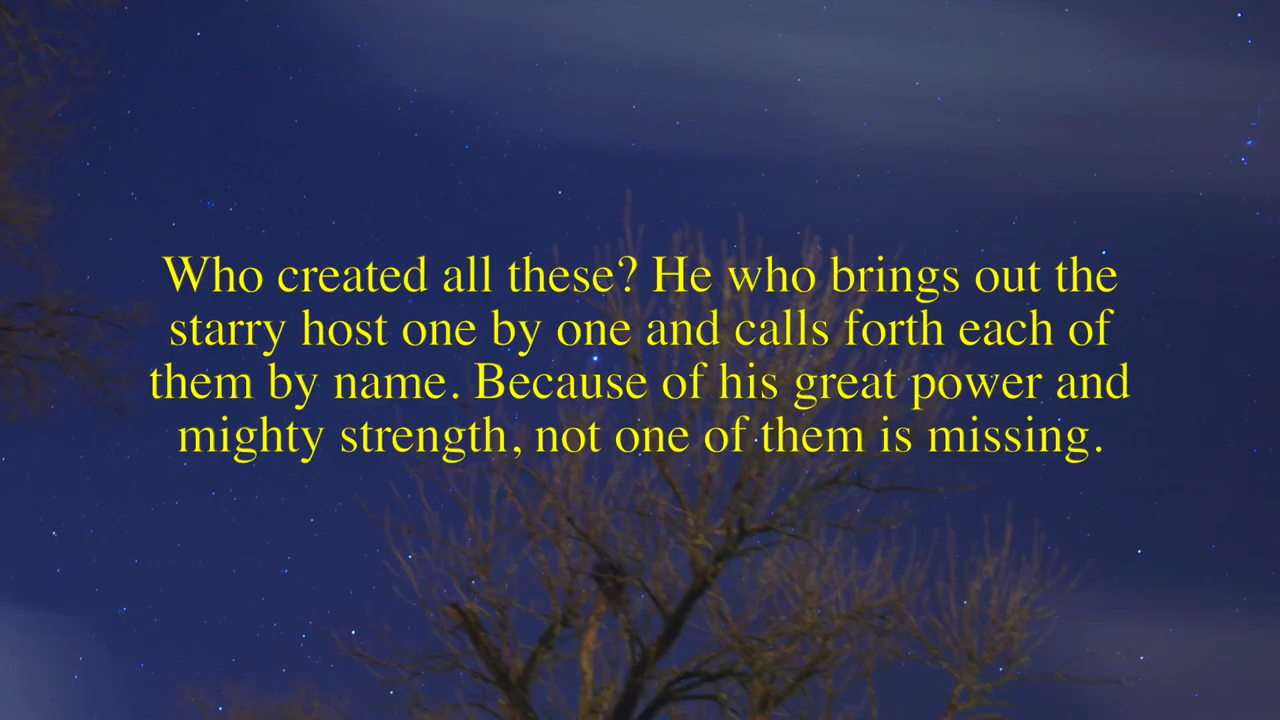 Who created all these? He who brings out the
starry host one by one and calls forth each of
them by name. Because of his great power and
mighty strength, not one of them is missing.